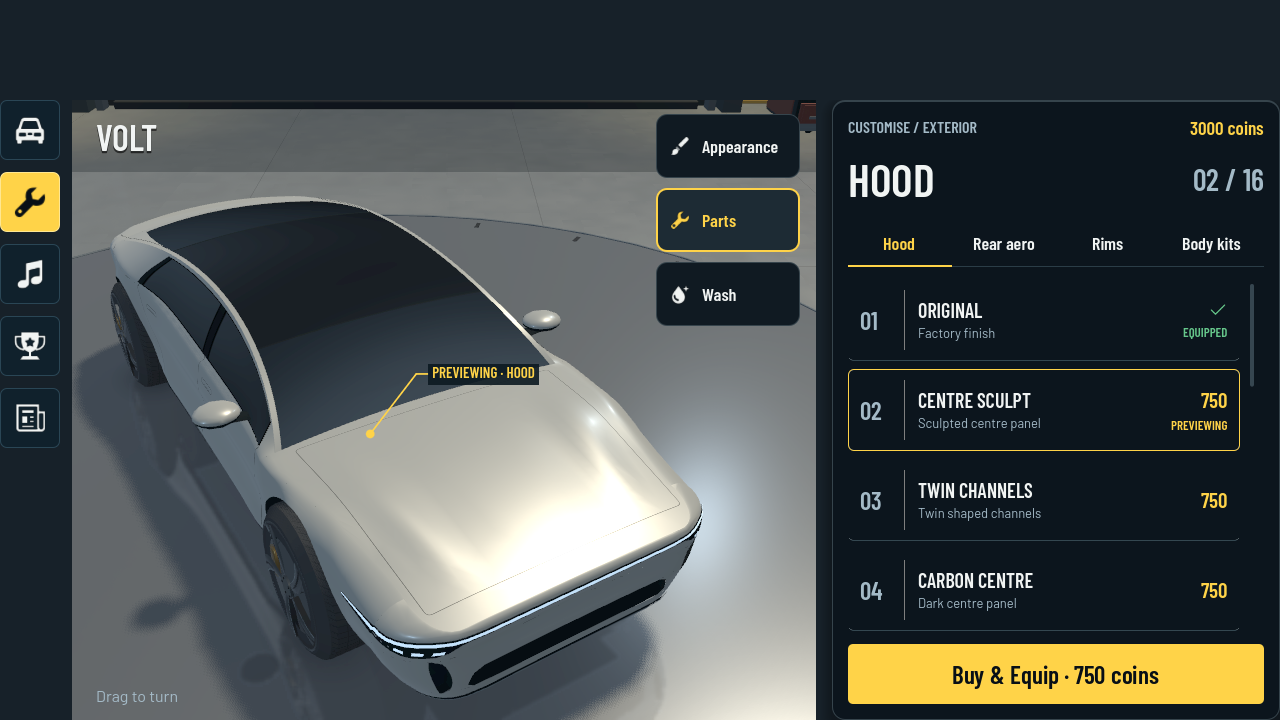 VOLT
Appearance
Parts
Wash
PREVIEWING · HOOD
Drag to turn
CUSTOMISE / EXTERIOR
3000 coins
HOOD
02 / 16
Hood
Rear aero
Rims
Body kits
01
ORIGINAL
Factory finish
EQUIPPED
02
CENTRE SCULPT
Sculpted centre panel
750
PREVIEWING
03
TWIN CHANNELS
Twin shaped channels
750
04
CARBON CENTRE
Dark centre panel
750
Buy & Equip · 750 coins